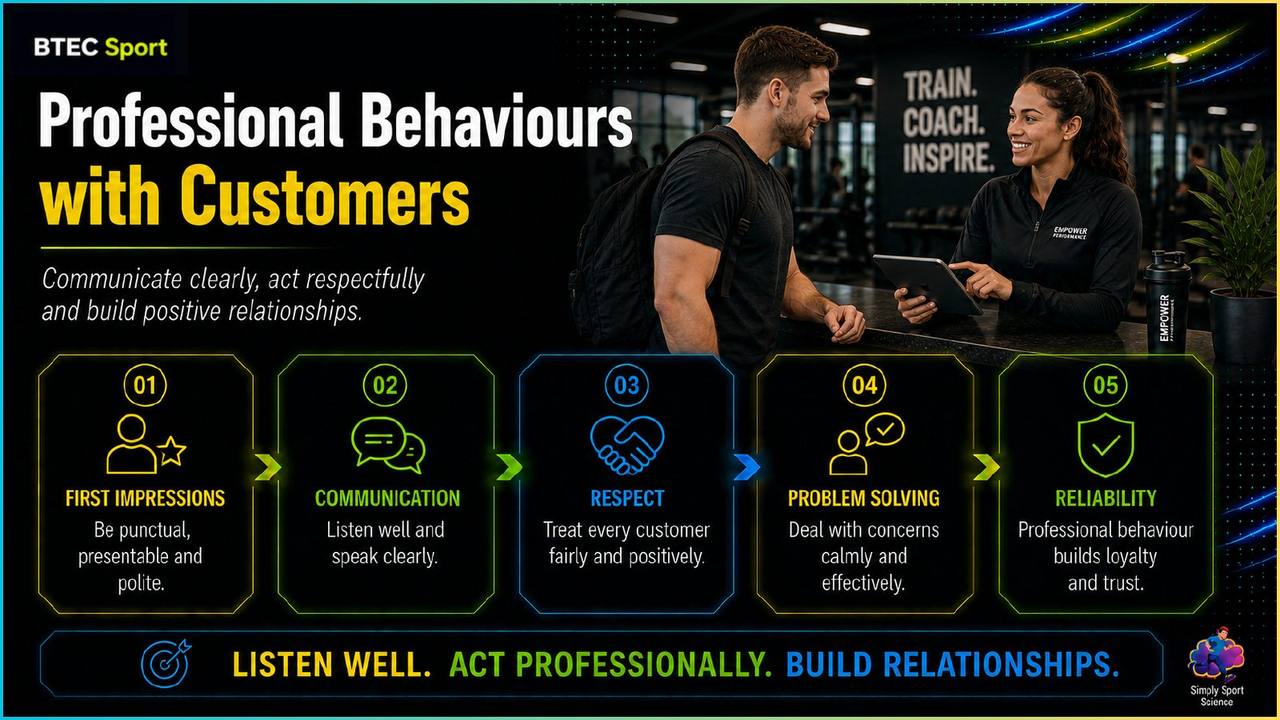 BTEC Sport
Professional Behaviours
with Customers
Communicate clearly, act respectfully
and build positive relationships.
TRAIN.
COACH.
INSPIRE.
EMPOWER
PERFORMANCE
EMPOWER
01
FIRST IMPRESSIONS
Be punctual,
presentable and
polite.
02
COMMUNICATION
Listen well and
speak clearly.
03
RESPECT
Treat every customer
fairly and positively.
04
PROBLEM SOLVING
Deal with concerns
calmly and
effectively.
05
RELIABILITY
Professional behaviour
builds loyalty
and trust.
LISTEN WELL. ACT PROFESSIONALLY. BUILD RELATIONSHIPS.
Simply Sport
Science